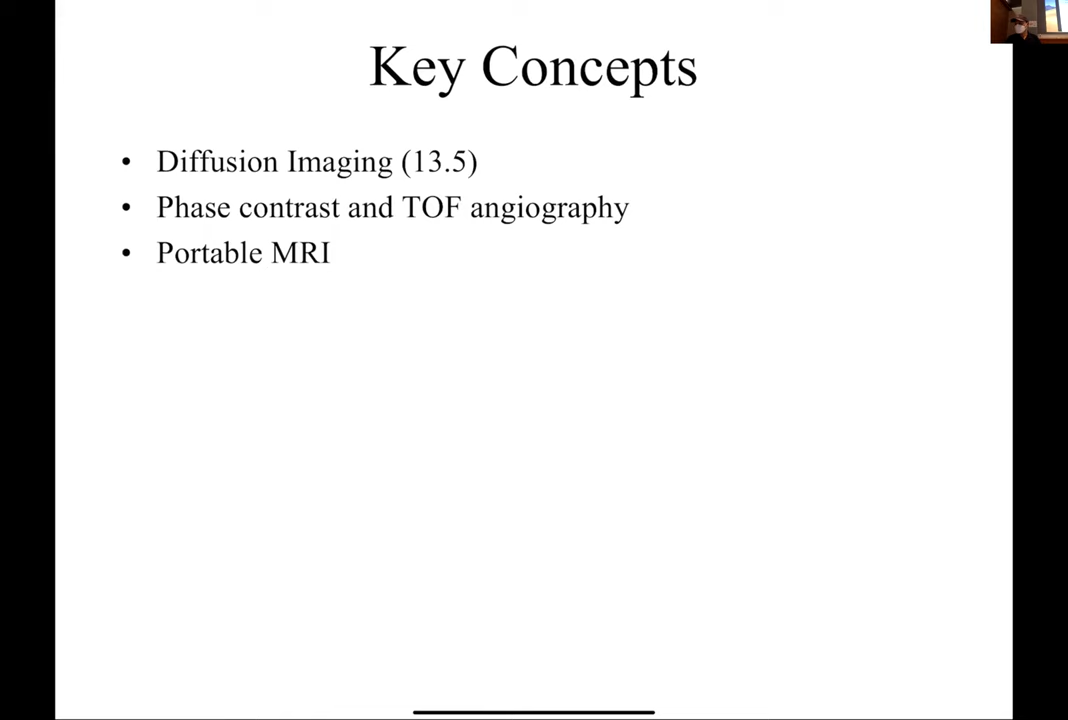 Key Concepts
• Diffusion Imaging (13.5)
• Phase contrast and TOF angiography
• Portable MRI